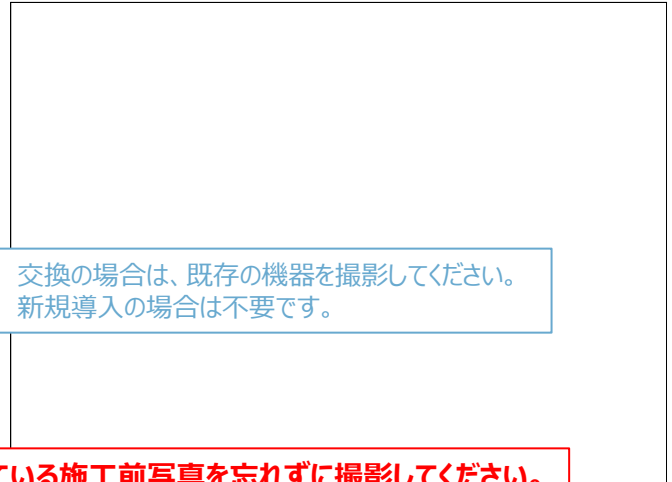 交換の場合は、既存の機器を撮影してください。
新規導入の場合は不要です。
ている施工前写真を忘れずに撮影してください。